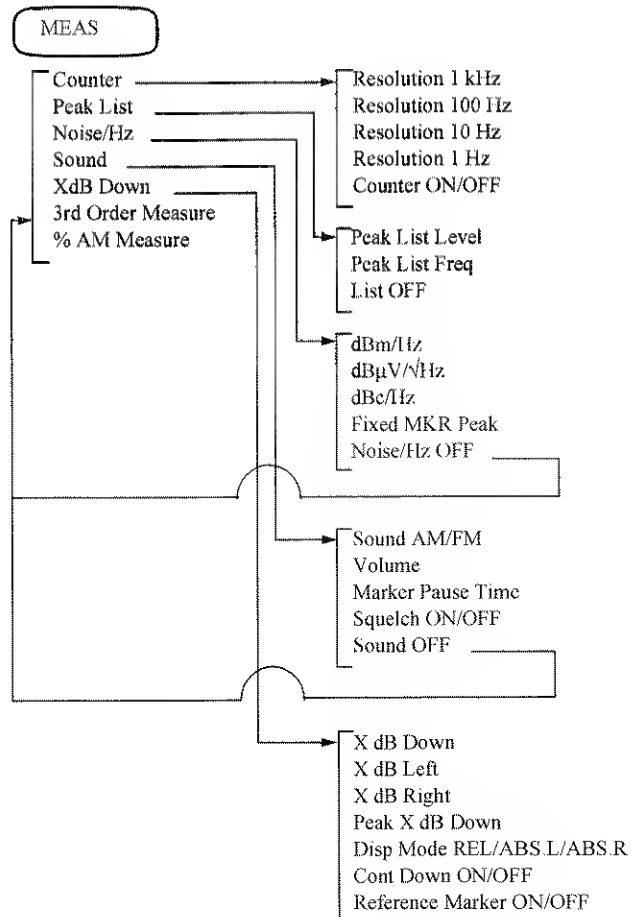 MEAS
Counter
Peak List
Noise/Hz
Sound
XdB Down
3rd Order Measure
% AM Measure
Resolution 1 kHz
Resolution 100 Hz
Resolution 10 Hz
Resolution 1 Hz
Counter ON/OFF
Peak List Level
Peak List Freq
List OFF
dBm/Hz
dBµV/√Hz
dBc/Hz
Fixed MKR Peak
Noise/Hz OFF
Sound AM/FM
Volume
Marker Pause Time
Squelch ON/OFF
Sound OFF
X dB Down
X dB Left
X dB Right
Peak X dB Down
Disp Mode REL/ABS.L/ABS.R
Cont Down ON/OFF
Reference Marker ON/OFF